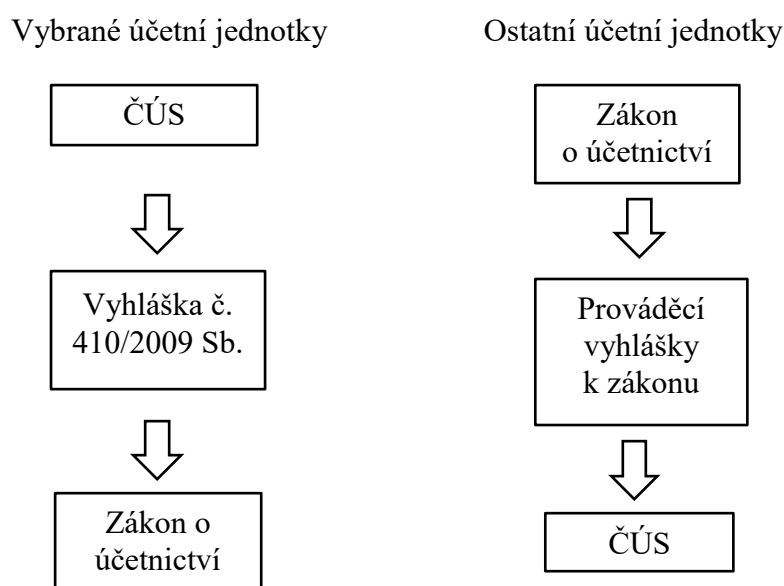 Vybrané účetní jednotky
ČÚS
Vyhláška č.
410/2009 Sb.
Zákon o
účetnictví
Ostatní účetní jednotky
Zákon
o účetnictví
Prováděcí
vyhlášky
k zákonu
ČÚS